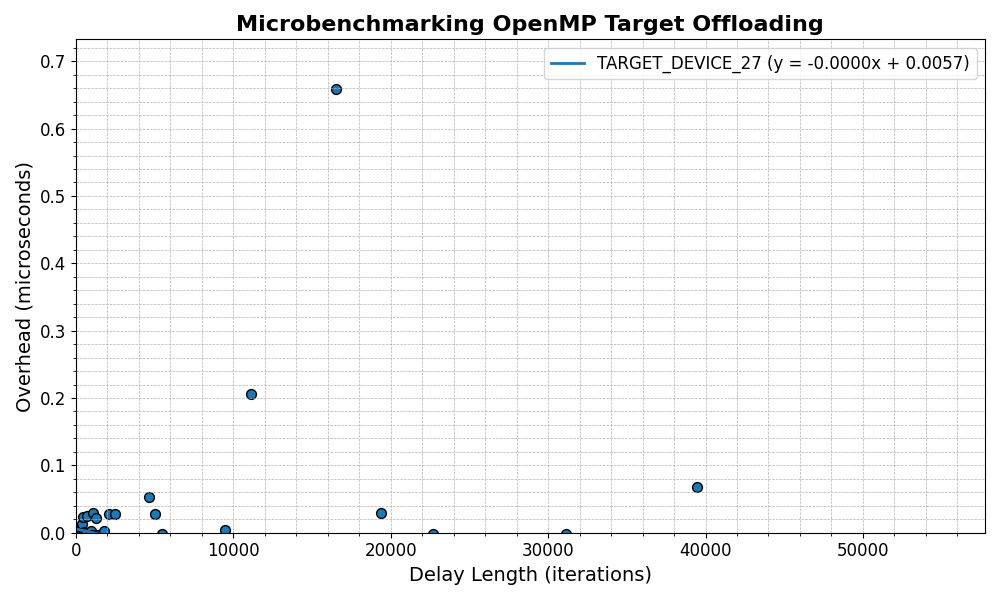 Microbenchmarking OpenMP Target Offloading
TARGET_DEVICE_27 (y = -0.0000x + 0.0057)
Overhead (microseconds)
0.7
0.6
0.5
0.4
0.3
0.2
0.1
0.0
0 10000 20000 30000 40000 50000
Delay Length (iterations)